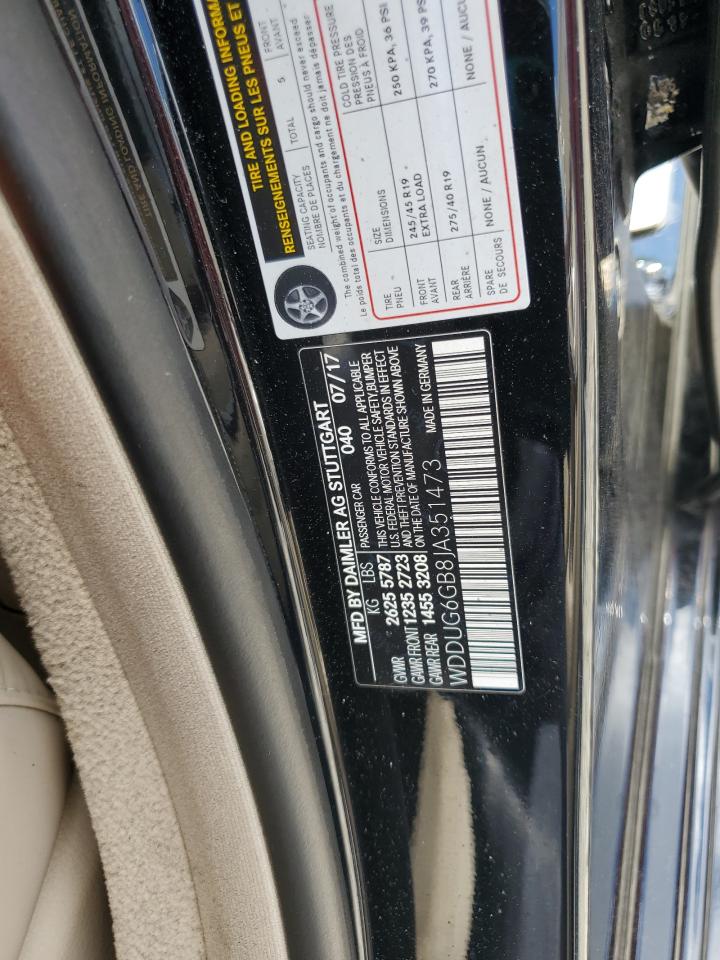 TIRE AND LOADING INFORMA
RENSEIGNEMENTS SUR LES PNEUS ET
SEATING CAPACITY
NOMBRE DE PLACES
TOTAL 5
FRONT
AVANT
The combined weight of occupants and cargo should never exceed
Le poids total des occupants et du chargement ne doit jamais dépasser
TIRE
PNEU
SIZE
DIMENSIONS
COLD TIRE PRESSURE
PRESSION DES
PNEUS À FROID
FRONT
AVANT
245/45 R19
EXTRA LOAD
250 KPA, 36 PSI
REAR
ARRIÈRE
275/40 R19
270 KPA, 39 PS
SPARE
DE SECOURS
NONE / AUCUN
NONE / AUCU
MFD BY DAIMLER AG STUTTGART
040 07/17
KG LBS
GVWR 2625 5787
GAWR FRONT 1235 2723
GAWR REAR 1455 3208
PASSENGER CAR
THIS VEHICLE CONFORMS TO ALL APPLICABLE
U.S. FEDERAL MOTOR VEHICLE SAFETY,BUMPER
AND THEFT PREVENTION STANDARDS IN EFFECT
ON THE DATE OF MANUFACTURE SHOWN ABOVE
MADE IN GERMANY
WDDUG6GB8JA351473